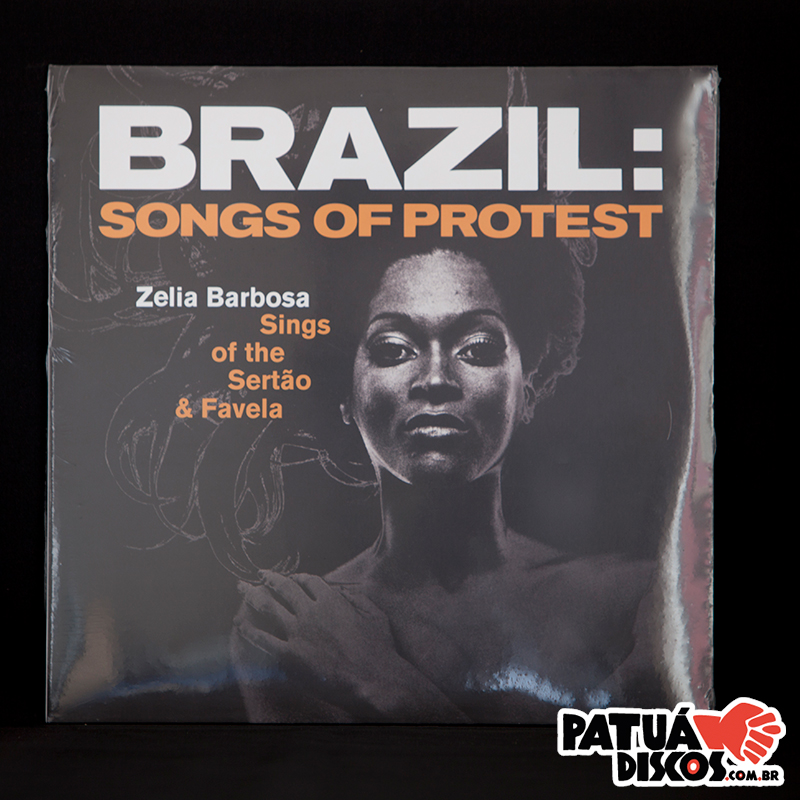 BRAZIL:
SONGS OF PROTEST
Zelia Barbosa
Sings
of the
Sertão
& Favela
PATUÁ
DISCOS.COM.BR